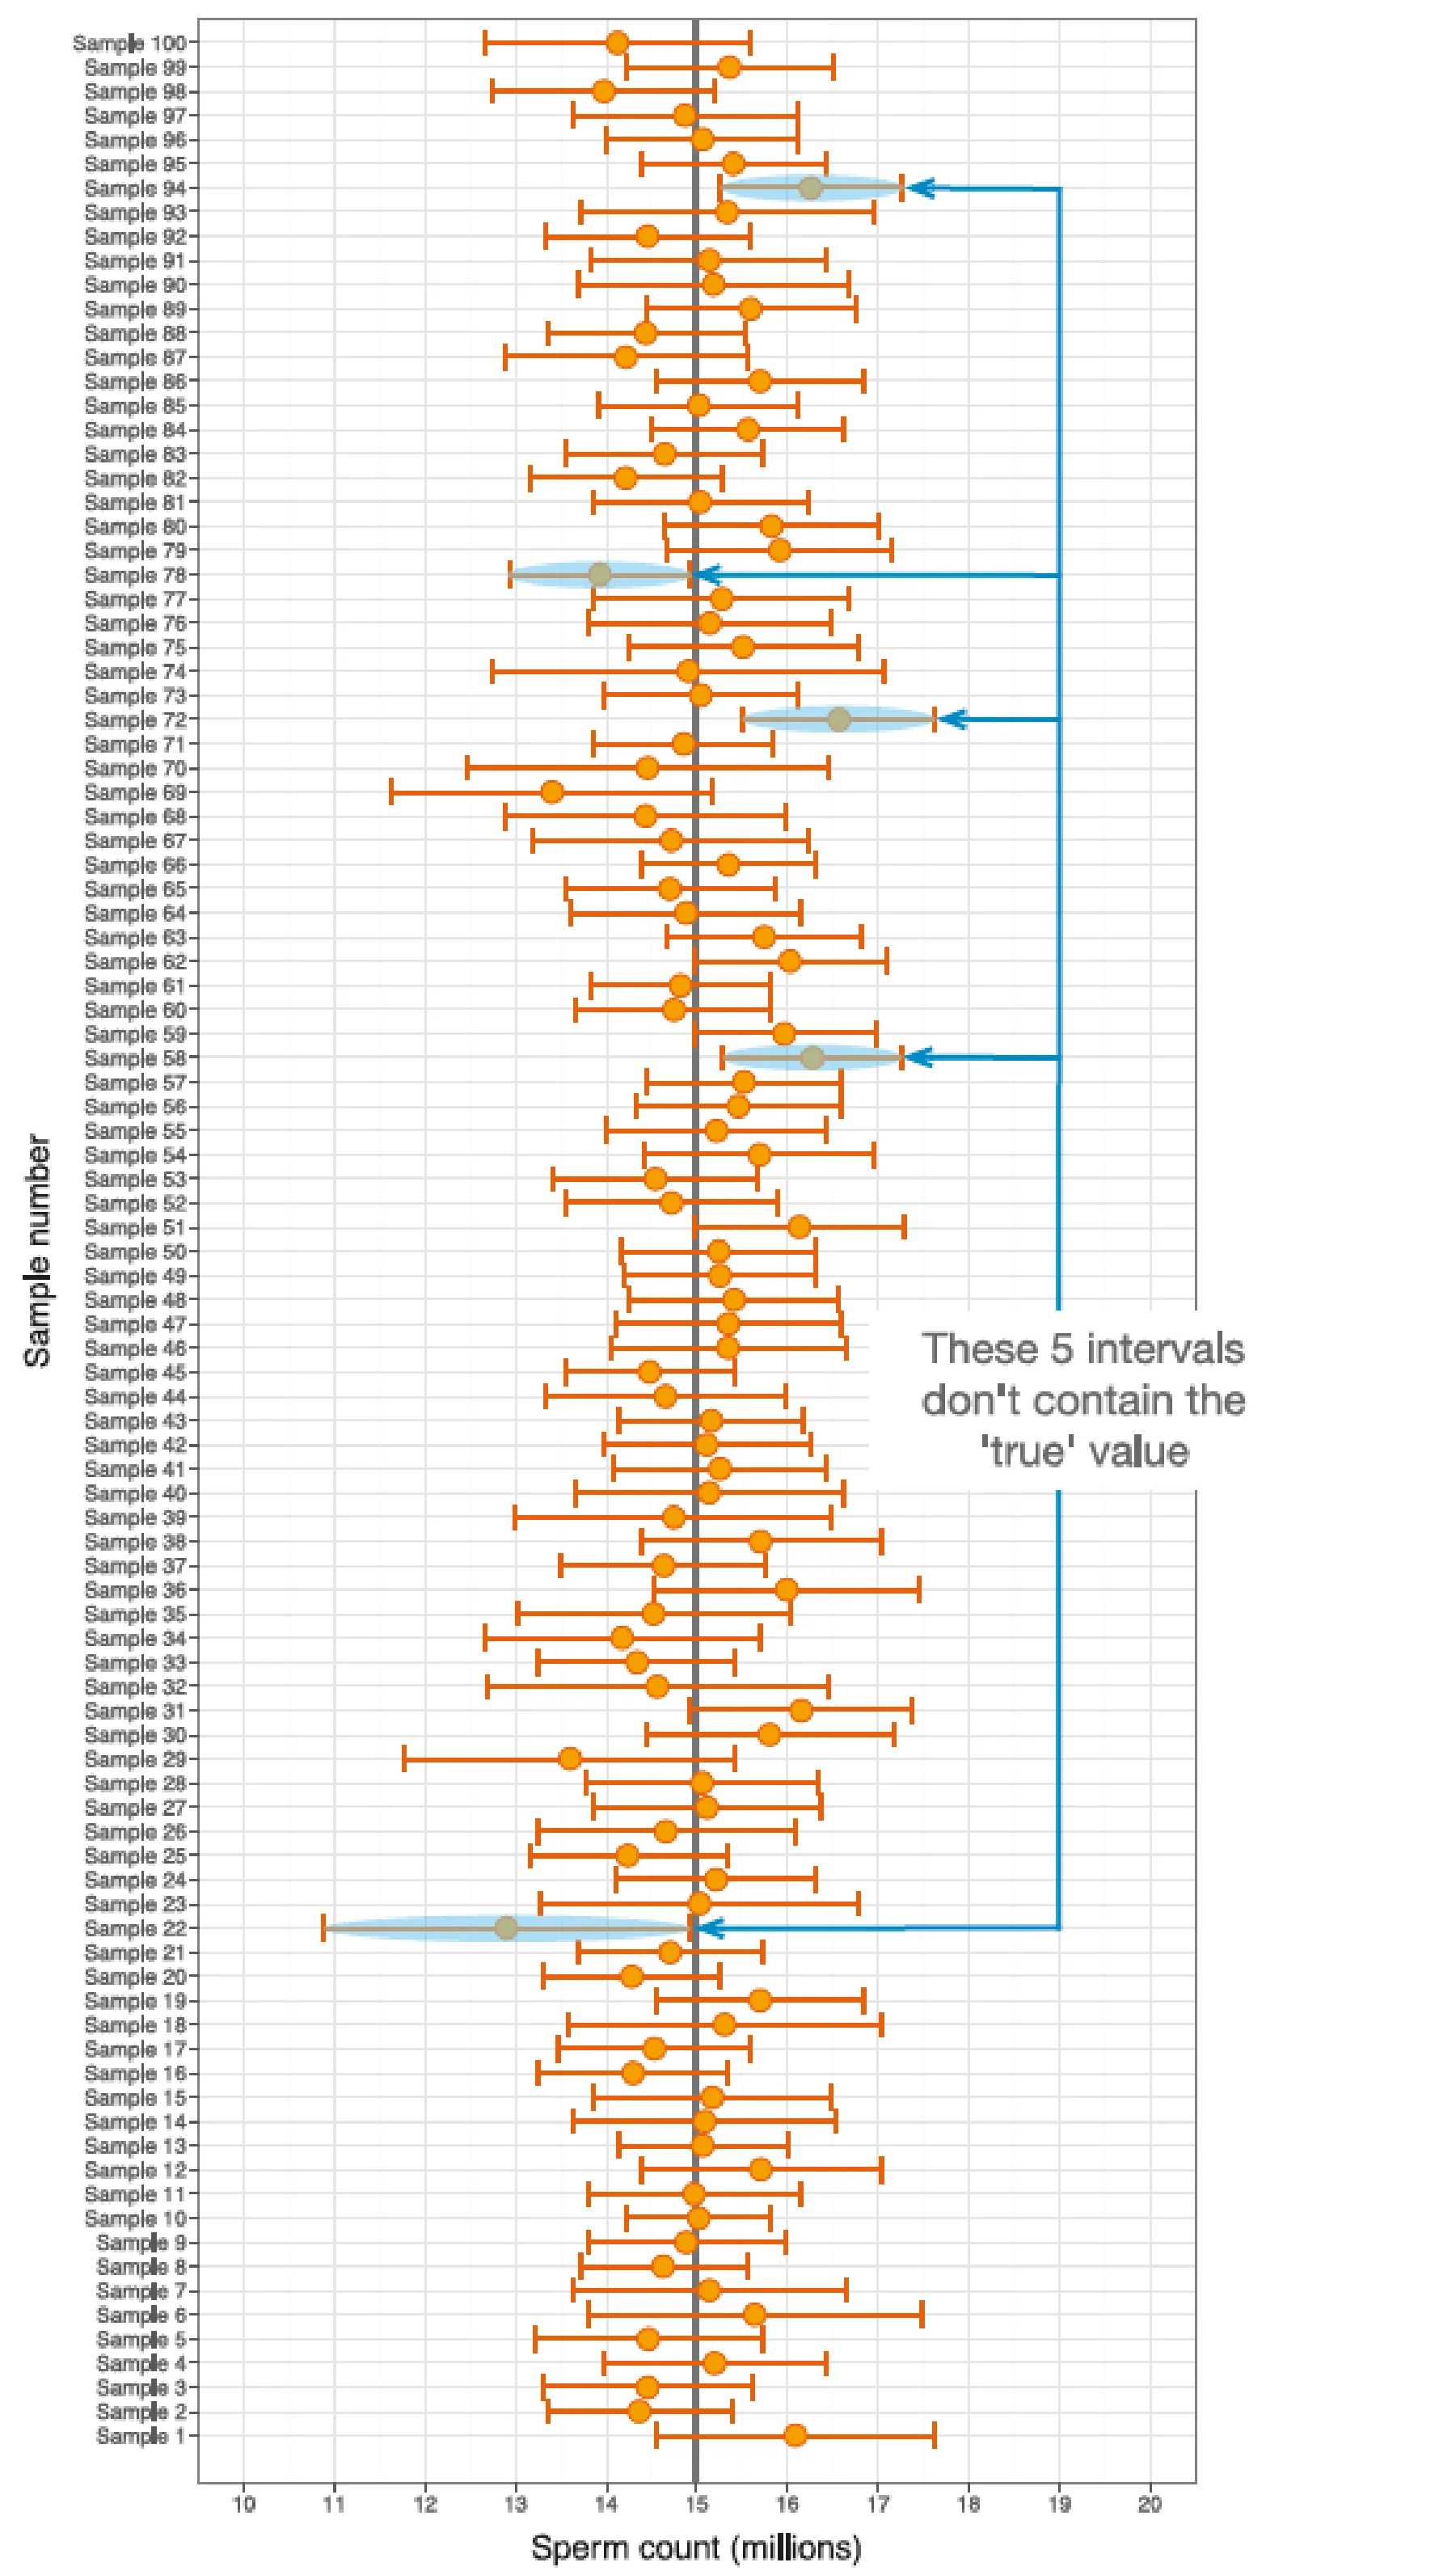 Sample 100
Sample 99
Sample 98
Sample 97
Sample 96
Sample 95
Sample 94
Sample 93
Sample 92
Sample 91
Sample 90
Sample 89
Sample 88
Sample 87
Sample 86
Sample 85
Sample 84
Sample 83
Sample 82
Sample 81
Sample 80
Sample 79
Sample 78
Sample 77
Sample 76
Sample 75
Sample 74
Sample 73
Sample 72
Sample 71
Sample 70
Sample 69
Sample 68
Sample 67
Sample 66
Sample 65
Sample 64
Sample 63
Sample 62
Sample 61
Sample 60
Sample 59
Sample 58
Sample 57
Sample 56
Sample 55
Sample 54
Sample 53
Sample 52
Sample 51
Sample 50
Sample 49
Sample 48
Sample 47
Sample 46
Sample 45
Sample 44
Sample 43
Sample 42
Sample 41
Sample 40
Sample 39
Sample 38
Sample 37
Sample 36
Sample 35
Sample 34
Sample 33
Sample 32
Sample 31
Sample 30
Sample 29
Sample 28
Sample 27
Sample 26
Sample 25
Sample 24
Sample 23
Sample 22
Sample 21
Sample 20
Sample 19
Sample 18
Sample 17
Sample 16
Sample 15
Sample 14
Sample 13
Sample 12
Sample 11
Sample 10
Sample 9
Sample 8
Sample 7
Sample 6
Sample 5
Sample 4
Sample 3
Sample 2
Sample 1
Sample number
These 5 intervals
don't contain the
'true' value
10 11 12 13 14 15 16 17 18 19 20
Sperm count (millions)